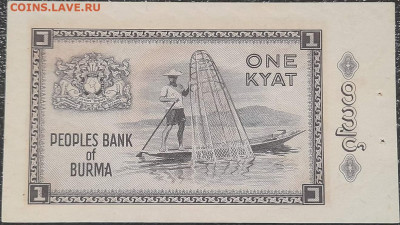 COINS.LAVE.RU
1
1
ONE
KYAT
PEOPLES BANK
of
BURMA
1
1